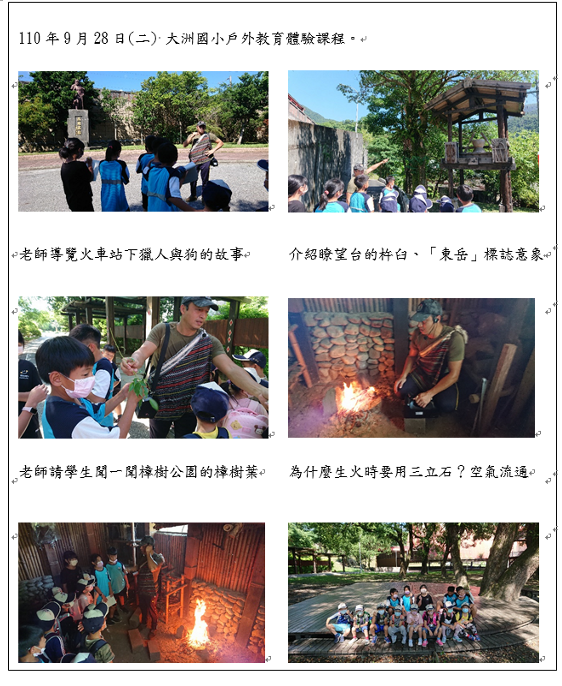 110 年 9 月 28 日(二) 大洲國小戶外教育體驗課程。
老師導覽火車站下獵人與狗的故事
介紹瞭望台的杵臼、「東岳」標誌意象
老師請學生聞一聞樟樹公園的樟樹葉
為什麼生火時要用三立石？空氣流通